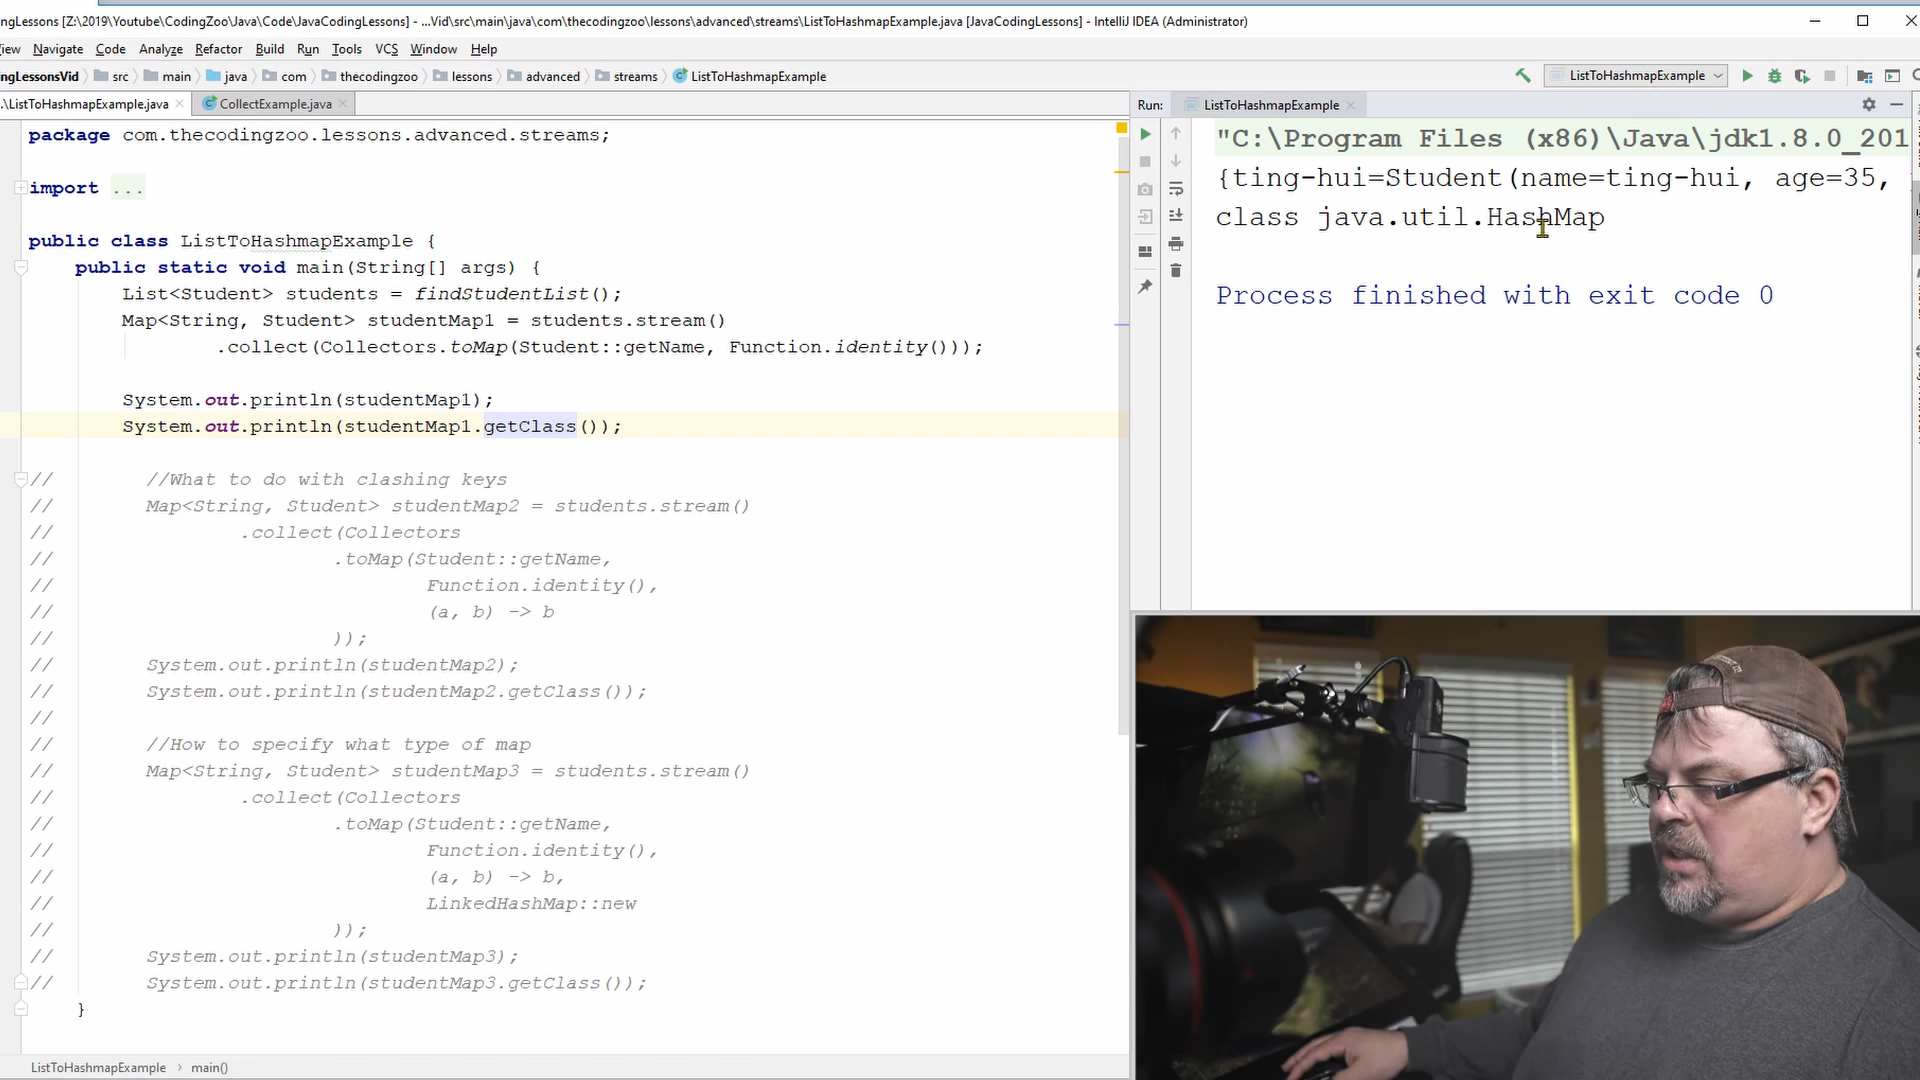 ngLessons [Z:\2019\Youtube\CodingZoo\Java\Code\JavaCodingLessons] - ...Vid\src\main\java\com\thecodingzoo\lessons\advanced\streams\ListToHashmapExample.java [JavaCodingLessons] - IntelliJ IDEA (Administrator)
iew Navigate Code Analyze Refactor Build Run Tools VCS Window Help
ngLessonsVid src main java com thecodingzoo lessons advanced streams ListToHashmapExample ListToHashmapExample
.\ListToHashmapExample.java CollectExample.java
package com.thecodingzoo.lessons.advanced.streams;
import ...
public class ListToHashmapExample {
public static void main(String[] args) {
List<Student> students = findStudentList();
Map<String, Student> studentMap1 = students.stream()
.collect(Collectors.toMap(Student::getName, Function.identity()));
System.out.println(studentMap1);
System.out.println(studentMap1.getClass());
// //What to do with clashing keys
// Map<String, Student> studentMap2 = students.stream()
// .collect(Collectors
// .toMap(Student::getName,
// Function.identity(),
// (a, b) -> b
// ));
// System.out.println(studentMap2);
// System.out.println(studentMap2.getClass());
//
// //How to specify what type of map
// Map<String, Student> studentMap3 = students.stream()
// .collect(Collectors
// .toMap(Student::getName,
// Function.identity(),
// (a, b) -> b,
// LinkedHashMap::new
// ));
// System.out.println(studentMap3);
// System.out.println(studentMap3.getClass());
}
ListToHashmapExample › main()
Run: ListToHashmapExample
"C:\Program Files (x86)\Java\jdk1.8.0_201
{ting-hui=Student(name=ting-hui, age=35,
class java.util.HashMap
Process finished with exit code 0